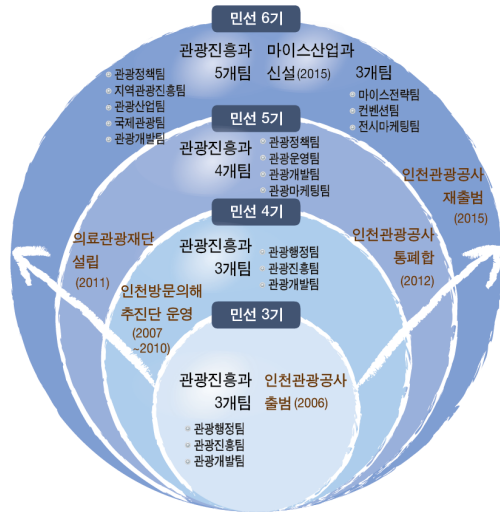 민선 6기
관광진흥과
5개팀
관광정책팀
지역관광진흥팀
관광산업팀
국제관광팀
관광개발팀
마이스산업과
신설(2015) 3개팀
마이스전략팀
컨벤션팀
전시마케팅팀
민선 5기
관광진흥과
4개팀
관광정책팀
관광운영팀
관광개발팀
관광마케팅팀
인천관광공사
재출범
(2015)
민선 4기
관광진흥과
3개팀
관광행정팀
관광진흥팀
관광개발팀
의료관광재단
설립
(2011)
인천관광공사
통폐합
(2012)
인천방문의해
추진단 운영
(2007
~2010)
민선 3기
관광진흥과
3개팀
관광행정팀
관광진흥팀
관광개발팀
인천관광공사
출범(2006)